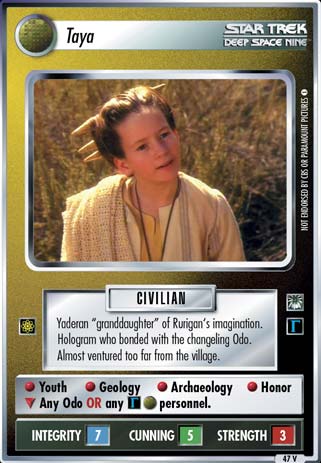 Taya
STAR TREK
DEEP SPACE NINE
NOT ENDORSED BY CBS OR PARAMOUNT PICTURES
CIVILIAN
Yaderan "granddaughter" of Rurigan's imagination.
Hologram who bonded with the changeling Odo.
Almost ventured too far from the village.
Youth Geology Archaeology Honor
Any Odo OR any Γ personnel.
INTEGRITY 7 CUNNING 5 STRENGTH 3
47 V